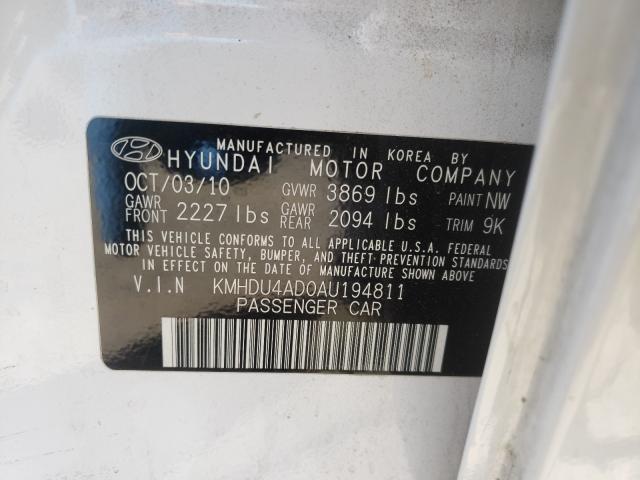 MANUFACTURED IN KOREA BY
HYUNDAI MOTOR COMPANY
OCT/03/10 GVWR 3869 lbs PAINT NW
GAWR FRONT 2227 lbs GAWR REAR 2094 lbs TRIM 9K
THIS VEHICLE CONFORMS TO ALL APPLICABLE U.S.A. FEDERAL
MOTOR VEHICLE SAFETY, BUMPER, AND THEFT PREVENTION STANDARDS
IN EFFECT ON THE DATE OF MANUFACTURE SHOWN ABOVE
V.I.N KMHDU4AD0AU194811
PASSENGER CAR